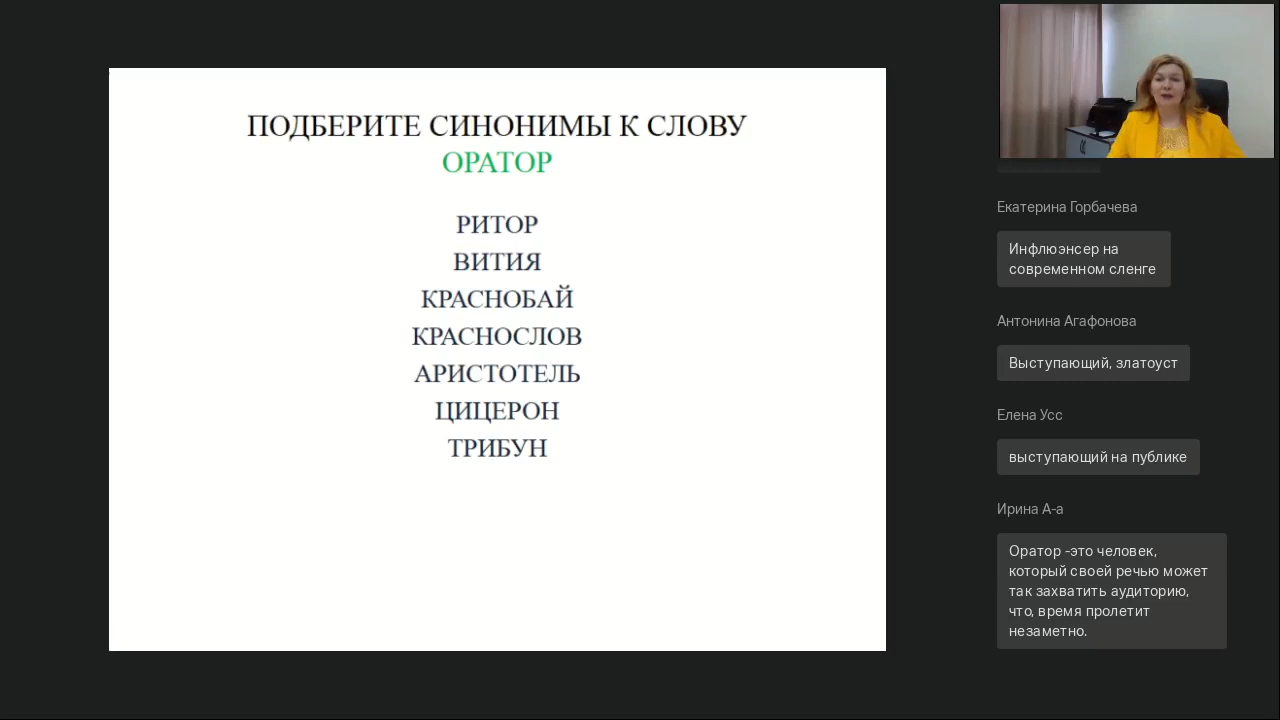 ПОДБЕРИТЕ СИНОНИМЫ К СЛОВУ
ОРАТОР
РИТОР
ВИТИЯ
КРАСНОБАЙ
КРАСНОСЛОВ
АРИСТОТЕЛЬ
ЦИЦЕРОН
ТРИБУН
Екатерина Горбачева
Инфлюэнсер на
современном сленге
Антонина Агафонова
Выступающий, златоуст
Елена Усс
выступающий на публике
Ирина А-а
Оратор -это человек,
который своей речью может
так захватить аудиторию,
что, время пролетит
незаметно.